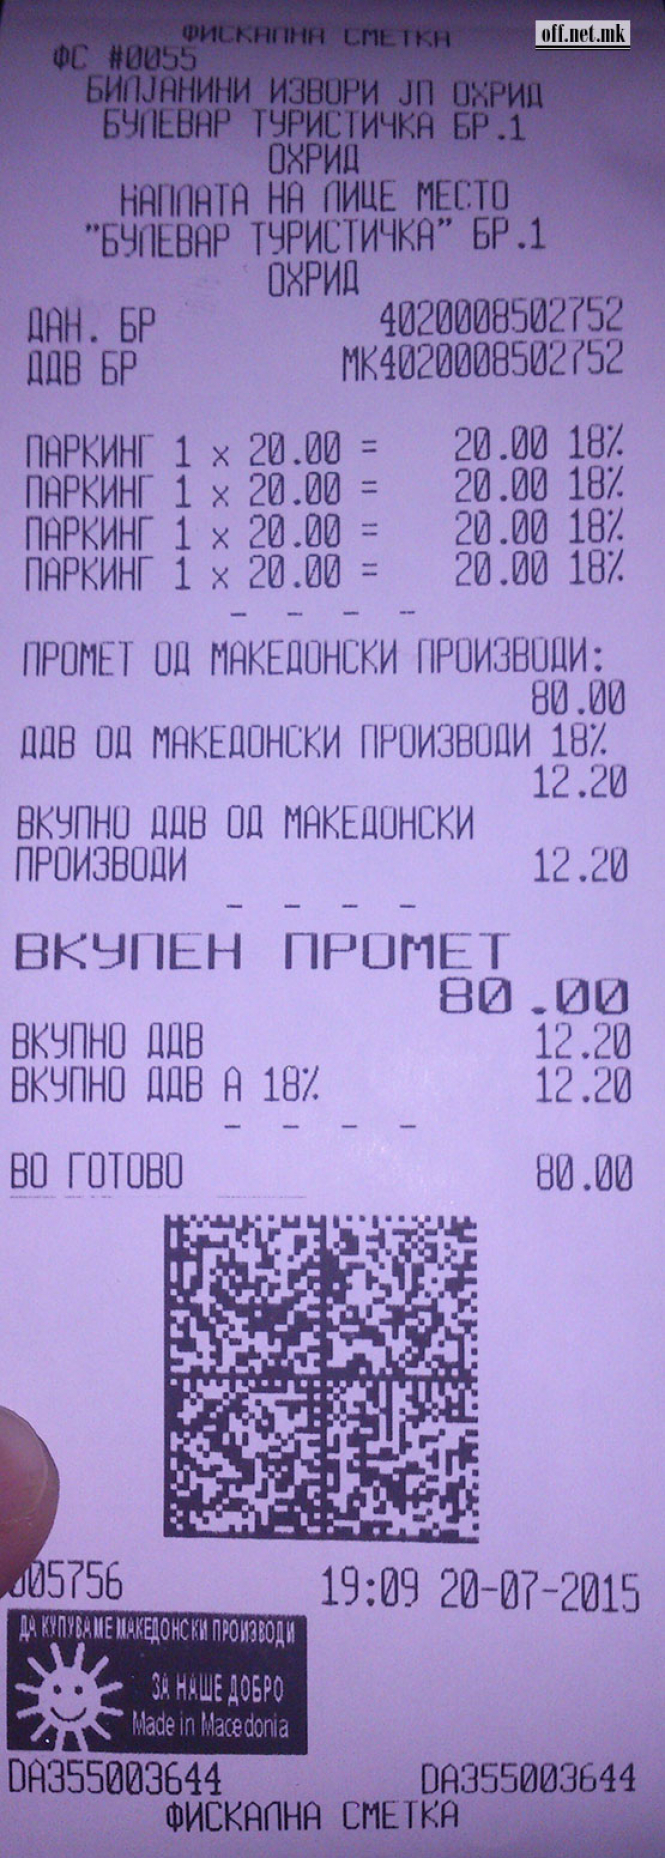 off.net.mk
ФИСКАЛНА СМЕТКА
ФС #0055
БИЛЈАНИНИ ИЗВОРИ ЈП ОХРИД
БУЛЕВАР ТУРИСТИЧКА БР.1
ОХРИД
НАПЛАТА НА ЛИЦЕ МЕСТО
"БУЛЕВАР ТУРИСТИЧКА" БР.1
ОХРИД
ДАН. БР 4020008502752
ДДВ БР МК4020008502752
ПАРКИНГ 1 x 20.00 = 20.00 18%
ПАРКИНГ 1 x 20.00 = 20.00 18%
ПАРКИНГ 1 x 20.00 = 20.00 18%
ПАРКИНГ 1 x 20.00 = 20.00 18%
- - - -
ПРОМЕТ ОД МАКЕДОНСКИ ПРОИЗВОДИ:
80.00
ДДВ ОД МАКЕДОНСКИ ПРОИЗВОДИ 18%
12.20
ВКУПНО ДДВ ОД МАКЕДОНСКИ
ПРОИЗВОДИ 12.20
- - - -
ВКУПЕН ПРОМЕТ
80.00
ВКУПНО ДДВ 12.20
ВКУПНО ДДВ А 18% 12.20
- - - -
ВО ГОТОВО 80.00
005756 19:09 20-07-2015
ДА КУПУВАМЕ МАКЕДОНСКИ ПРОИЗВОДИ
ЗА НАШЕ ДОБРО
Made in Macedonia
DA355003644 DA355003644
ФИСКАЛНА СМЕТКА